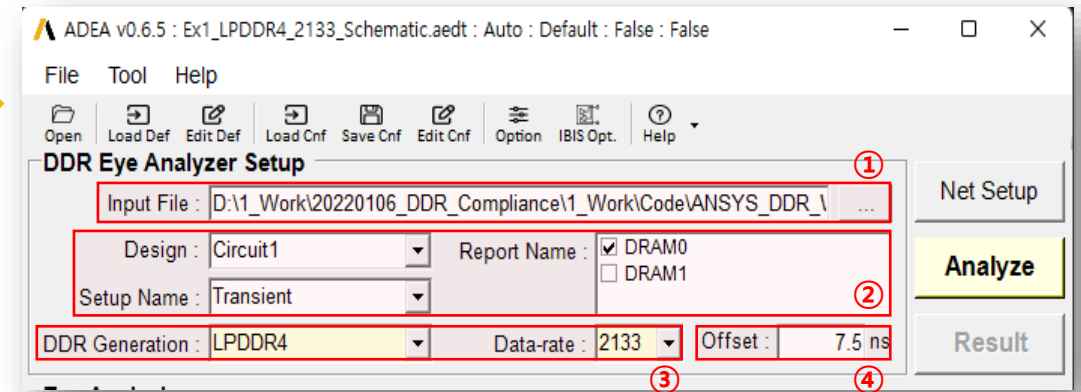 ADEA v0.6.5 : Ex1_LPDDR4_2133_Schematic.aedt : Auto : Default : False : False
File Tool Help
Open Load Def Edit Def Load Cnf Save Cnf Edit Cnf Option IBIS Opt. Help
DDR Eye Analyzer Setup ①
Input File : D:\1_Work\20220106_DDR_Compliance\1_Work\Code\ANSYS_DDR_\ ... Net Setup
Design : Circuit1 Report Name : DRAM0
DRAM1 Analyze
Setup Name : Transient ②
DDR Generation : LPDDR4 Data-rate : 2133 Offset : 7.5 ns Result
③ ④